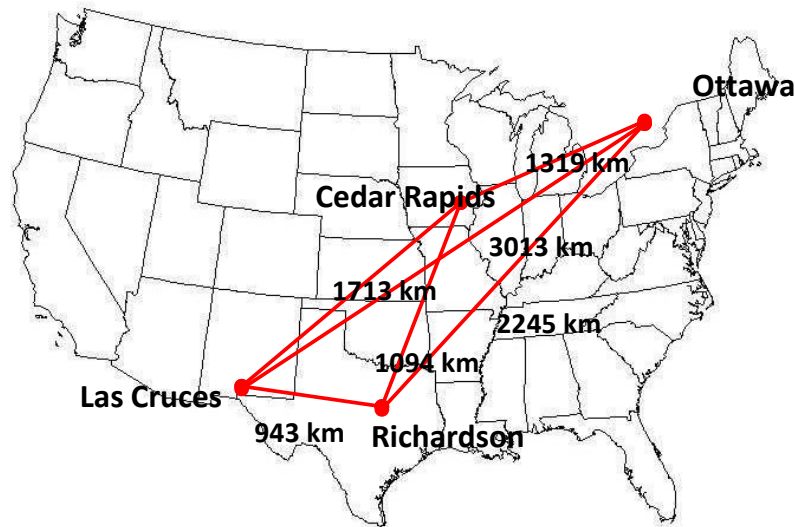 Ottawa
1319 km
Cedar Rapids
3013 km
1713 km
2245 km
1094 km
Las Cruces
943 km
Richardson